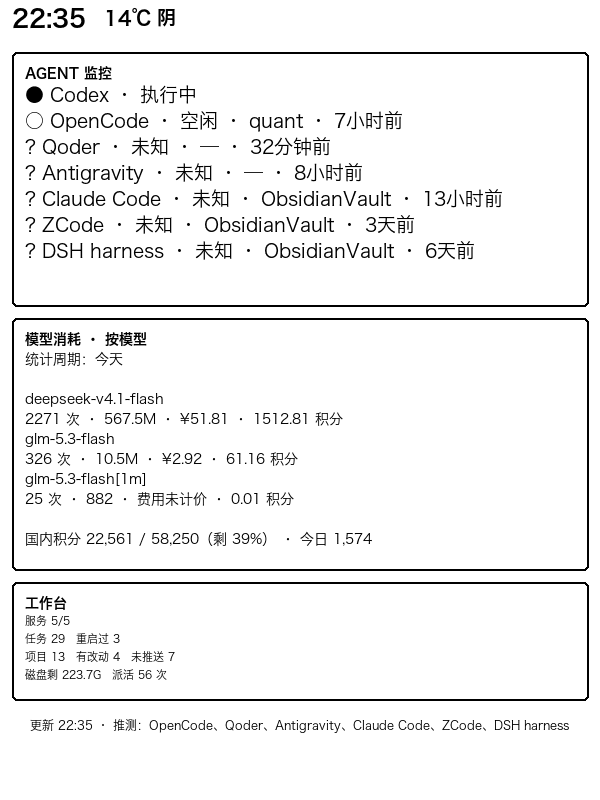 22:35 14℃ 阴
AGENT 监控
● Codex · 执行中
○ OpenCode · 空闲 · quant · 7小时前
? Qoder · 未知 · — · 32分钟前
? Antigravity · 未知 · — · 8小时前
? Claude Code · 未知 · ObsidianVault · 13小时前
? ZCode · 未知 · ObsidianVault · 3天前
? DSH harness · 未知 · ObsidianVault · 6天前
模型消耗 · 按模型
统计周期：今天
deepseek-v4.1-flash
2271 次 · 567.5M · ¥51.81 · 1512.81 积分
glm-5.3-flash
326 次 · 10.5M · ¥2.92 · 61.16 积分
glm-5.3-flash[1m]
25 次 · 882 · 费用未计价 · 0.01 积分
国内积分 22,561 / 58,250（剩 39%） · 今日 1,574
工作台
服务 5/5
任务 29 重启过 3
项目 13 有改动 4 未推送 7
磁盘剩 223.7G 派活 56 次
更新 22:35 · 推测：OpenCode、Qoder、Antigravity、Claude Code、ZCode、DSH harness